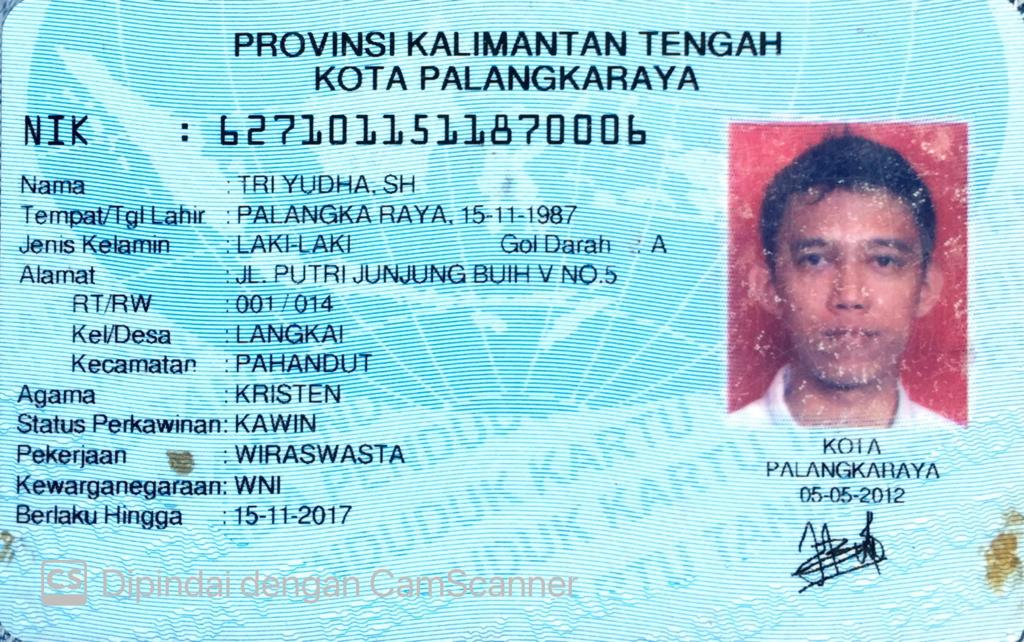 PROVINSI KALIMANTAN TENGAH
KOTA PALANGKARAYA
NIK : 6271011511870006
Nama : TRI YUDHA, SH
Tempat/Tgl Lahir : PALANGKA RAYA, 15-11-1987
Jenis Kelamin : LAKI-LAKI Gol Darah : A
Alamat : JL. PUTRI JUNJUNG BUIH V NO.5
RT/RW : 001 / 014
Kel/Desa : LANGKAI
Kecamatan : PAHANDUT
Agama : KRISTEN
Status Perkawinan: KAWIN
Pekerjaan : WIRASWASTA
Kewarganegaraan: WNI
Berlaku Hingga : 15-11-2017
KOTA
PALANGKARAYA
05-05-2012
CS Dipindai dengan CamScanner